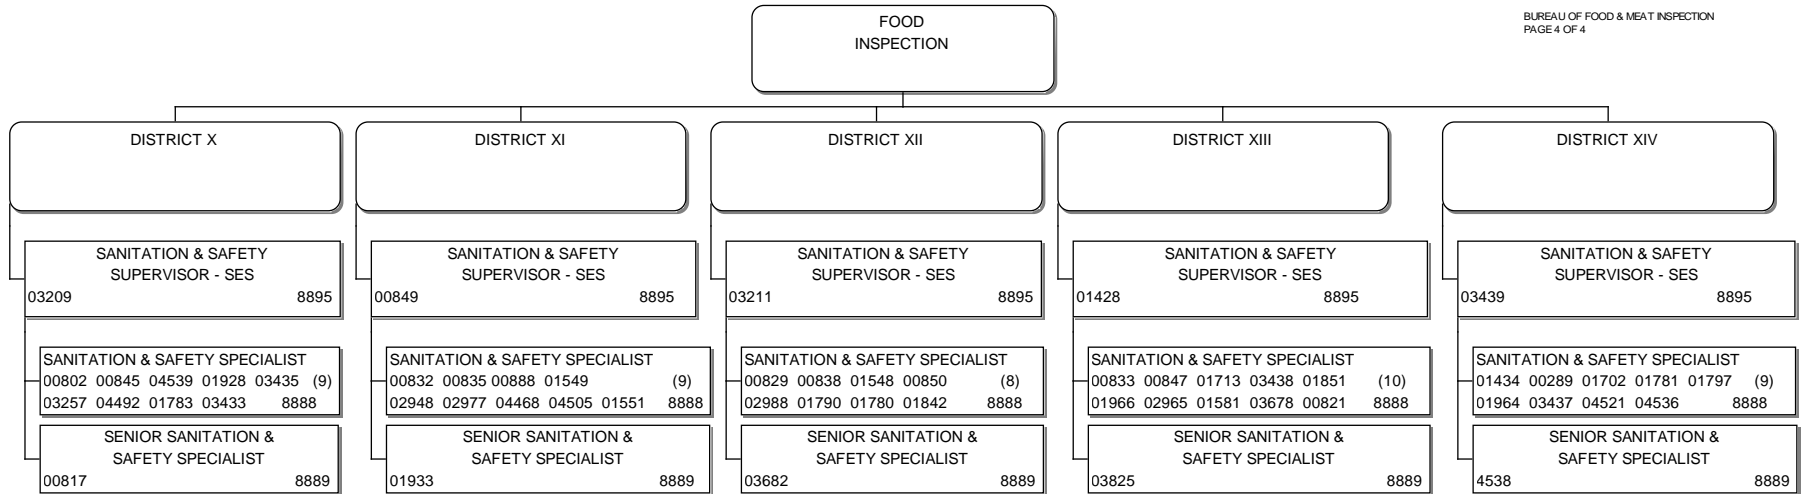 FOOD
INSPECTION
BUREAU OF FOOD & MEAT INSPECTION
PAGE 4 OF 4
DISTRICT X
SANITATION & SAFETY
SUPERVISOR - SES
03209 8895
SANITATION & SAFETY SPECIALIST
00802 00845 04539 01928 03435 (9)
03257 04492 01783 03433 8888
SENIOR SANITATION &
SAFETY SPECIALIST
00817 8889
DISTRICT XI
SANITATION & SAFETY
SUPERVISOR - SES
00849 8895
SANITATION & SAFETY SPECIALIST
00832 00835 00888 01549 (9)
02948 02977 04468 04505 01551 8888
SENIOR SANITATION &
SAFETY SPECIALIST
01933 8889
DISTRICT XII
SANITATION & SAFETY
SUPERVISOR - SES
03211 8895
SANITATION & SAFETY SPECIALIST
00829 00838 01548 00850 (8)
02988 01790 01780 01842 8888
SENIOR SANITATION &
SAFETY SPECIALIST
03682 8889
DISTRICT XIII
SANITATION & SAFETY
SUPERVISOR - SES
01428 8895
SANITATION & SAFETY SPECIALIST
00833 00847 01713 03438 01851 (10)
01966 02965 01581 03678 00821 8888
SENIOR SANITATION &
SAFETY SPECIALIST
03825 8889
DISTRICT XIV
SANITATION & SAFETY
SUPERVISOR - SES
03439 8895
SANITATION & SAFETY SPECIALIST
01434 00289 01702 01781 01797 (9)
01964 03437 04521 04536 8888
SENIOR SANITATION &
SAFETY SPECIALIST
4538 8889